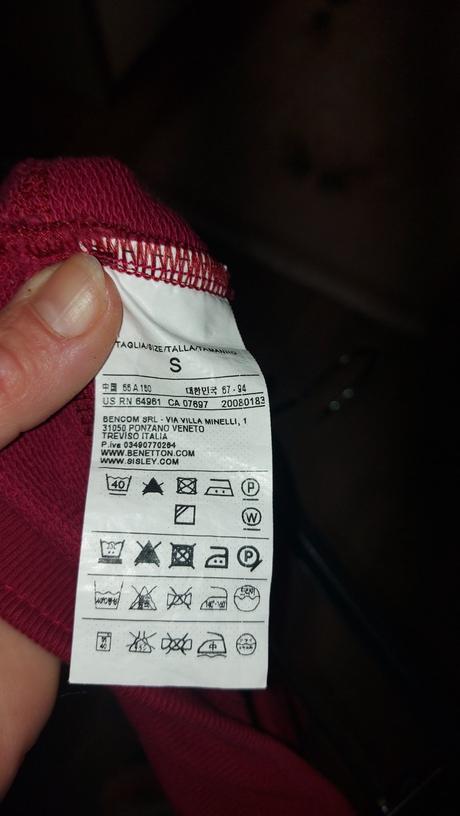 TAGLIA/SIZE/TALLA/TAMANHO
S
中国 55 A 150 대한민국 67 - 94
US RN 64961 CA 07697 20080183
BENCOM SRL - VIA VILLA MINELLI, 1
31050 PONZANO VENETO
TREVISO ITALIA
P.iva 03490770264
WWW.BENETTON.COM
WWW.SISLEY.COM
40 P
W
P
40